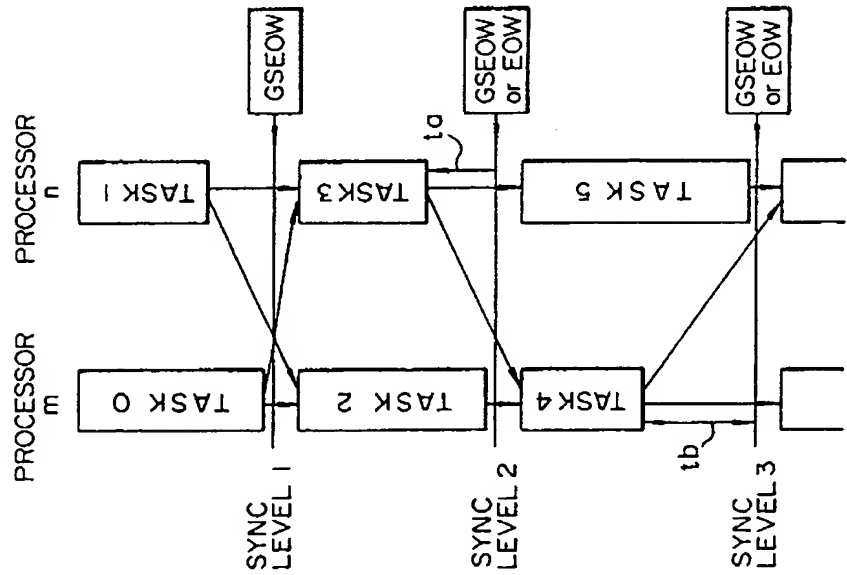 PROCESSOR
m
PROCESSOR
n
TASK 0
TASK 1
SYNC
LEVEL 1
GSEOW
TASK 2
TASK 3
ta
SYNC
LEVEL 2
GSEOW
or EOW
TASK 4
TASK 5
tb
SYNC
LEVEL 3
GSEOW
or EOW